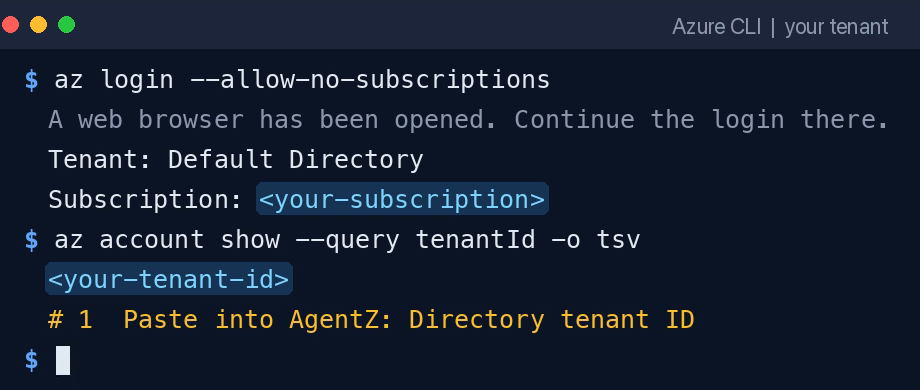 Azure CLI | your tenant
$ az login --allow-no-subscriptions
A web browser has been opened. Continue the login there.
Tenant: Default Directory
Subscription: <your-subscription>
$ az account show --query tenantId -o tsv
<your-tenant-id>
# 1  Paste into AgentZ: Directory tenant ID
$